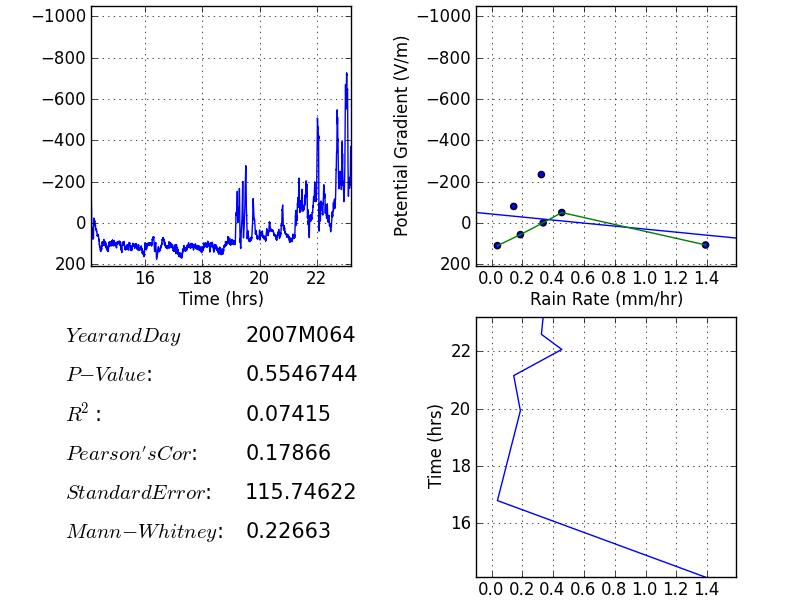 −1000
−800
−600
−400
−200
0
200
16
18
20
22
Time (hrs)
Potential Gradient (V/m)
−1000
−800
−600
−400
−200
0
200
0.0 0.2 0.4 0.6 0.8 1.0 1.2 1.4
Rain Rate (mm/hr)
YearandDay 2007M064
P−Value: 0.5546744
R²: 0.07415
Pearson'sCor: 0.17866
StandardError: 115.74622
Mann−Whitney: 0.22663
Time (hrs)
22
20
18
16
0.0 0.2 0.4 0.6 0.8 1.0 1.2 1.4